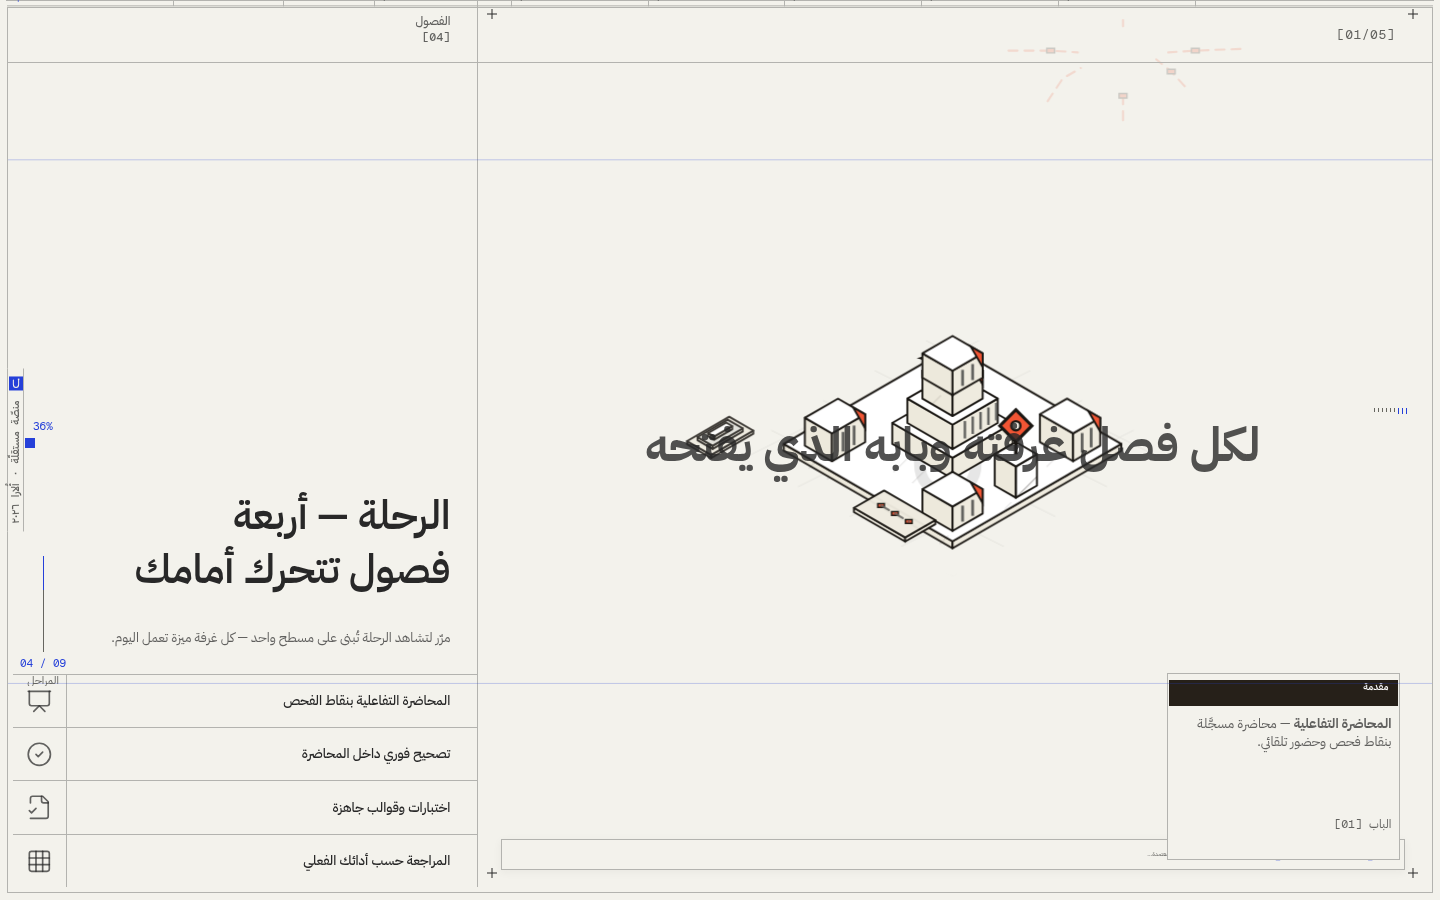 الفصول
[04]
[01/05]
لكل فصل غرفته وبابه الذي يفتحه
36%
منصّة مستقلة · ٢٠٢٦
الرحلة — أربعة
فصول تتحرك أمامك
مرّر لتشاهد الرحلة تُبنى على مسطح واحد — كل غرفة ميزة تعمل اليوم.
04 / 09
المراحل
المحاضرة التفاعلية بنقاط الفحص
تصحيح فوري داخل المحاضرة
اختبارات وقوالب جاهزة
المراجعة حسب أدائك الفعلي
مقدمة
المحاضرة التفاعلية — محاضرة مسجَّلة
بنقاط فحص وحضور تلقائي.
الباب [01]